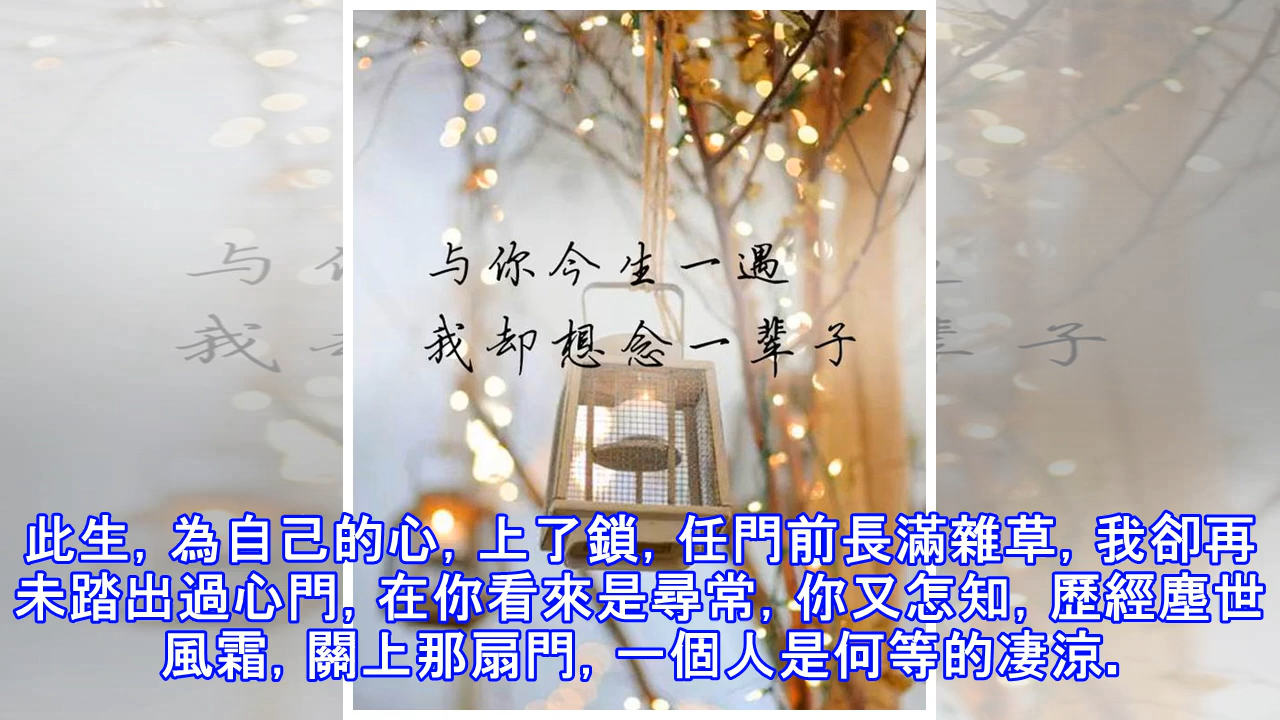 与你今生一遇
我却想念一辈子
此生, 為自己的心, 上了鎖, 任門前長滿雜草, 我卻再
未踏出過心門, 在你看來是尋常, 你又怎知, 歷經塵世
風霜, 關上那扇門, 一個人是何等的凄涼.